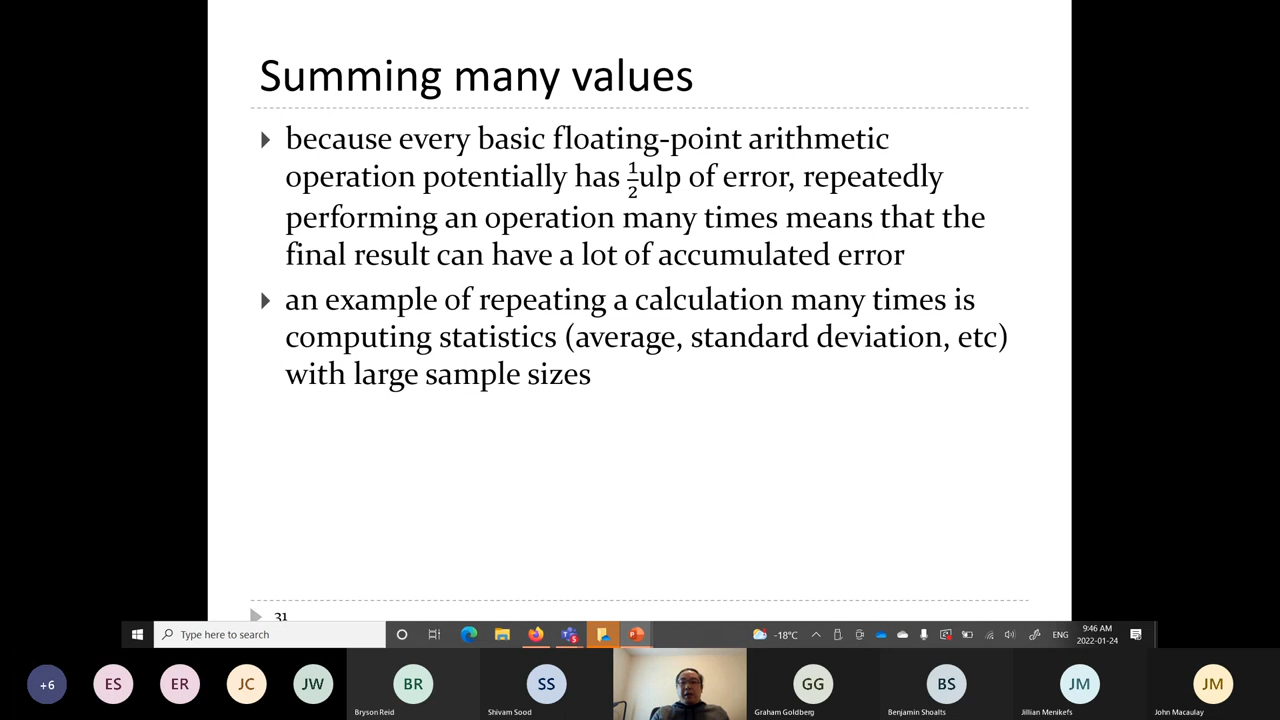 Summing many values
because every basic floating-point arithmetic
operation potentially has 1/2 ulp of error, repeatedly
performing an operation many times means that the
final result can have a lot of accumulated error
an example of repeating a calculation many times is
computing statistics (average, standard deviation, etc)
with large sample sizes
31
Type here to search
-18°C
ENG
9:46 AM
2022-01-24
+6
ES
ER
JC
JW
BR
SS
GG
BS
JM
JM
Bryson Reid
Shivam Sood
Graham Goldberg
Benjamin Shoalts
Jillian Menikefs
John Macaulay